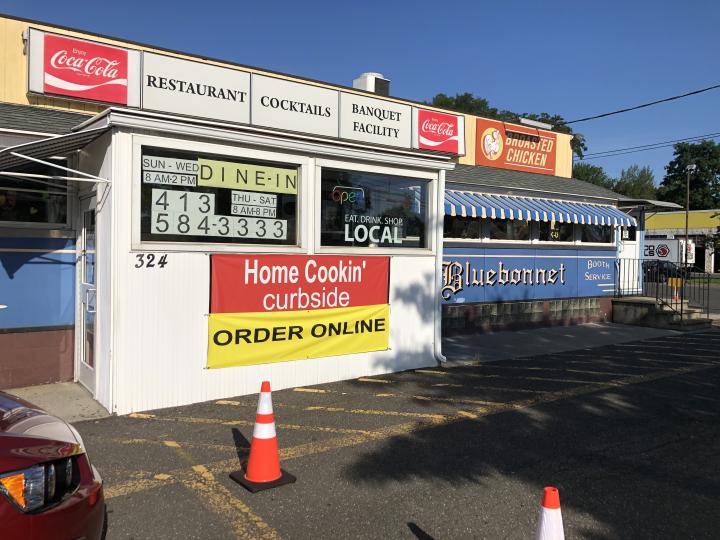 Enjoy
Coca-Cola
RESTAURANT
COCKTAILS
BANQUET
FACILITY
Coca-Cola
BROASTED
CHICKEN
SUN - WED
8 AM-2 PM
DINE-IN
413
THU - SAT
8 AM-8PM
584-3333
open
EAT. DRINK. SHOP.
LOCAL
324
Home Cookin'
curbside
ORDER ONLINE
Bluebonnet
BOOTH
SERVICE